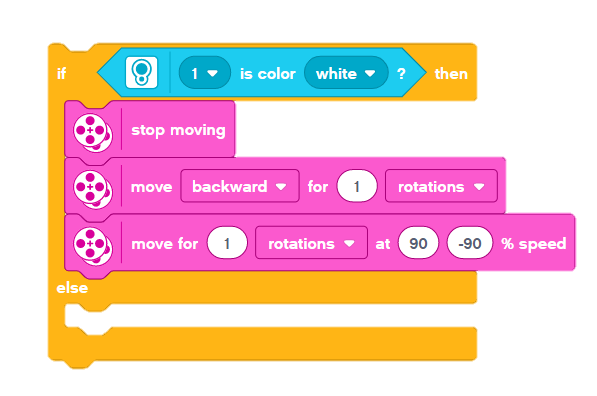 if 1 is color white ? then
stop moving
move backward for 1 rotations
move for 1 rotations at 90 -90 % speed
else